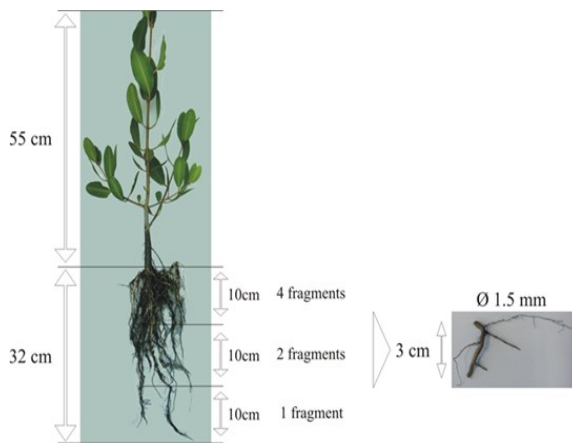 55 cm
32 cm
10cm 4 fragments
10cm 2 fragments
10cm 1 fragment
Ø 1.5 mm
3 cm